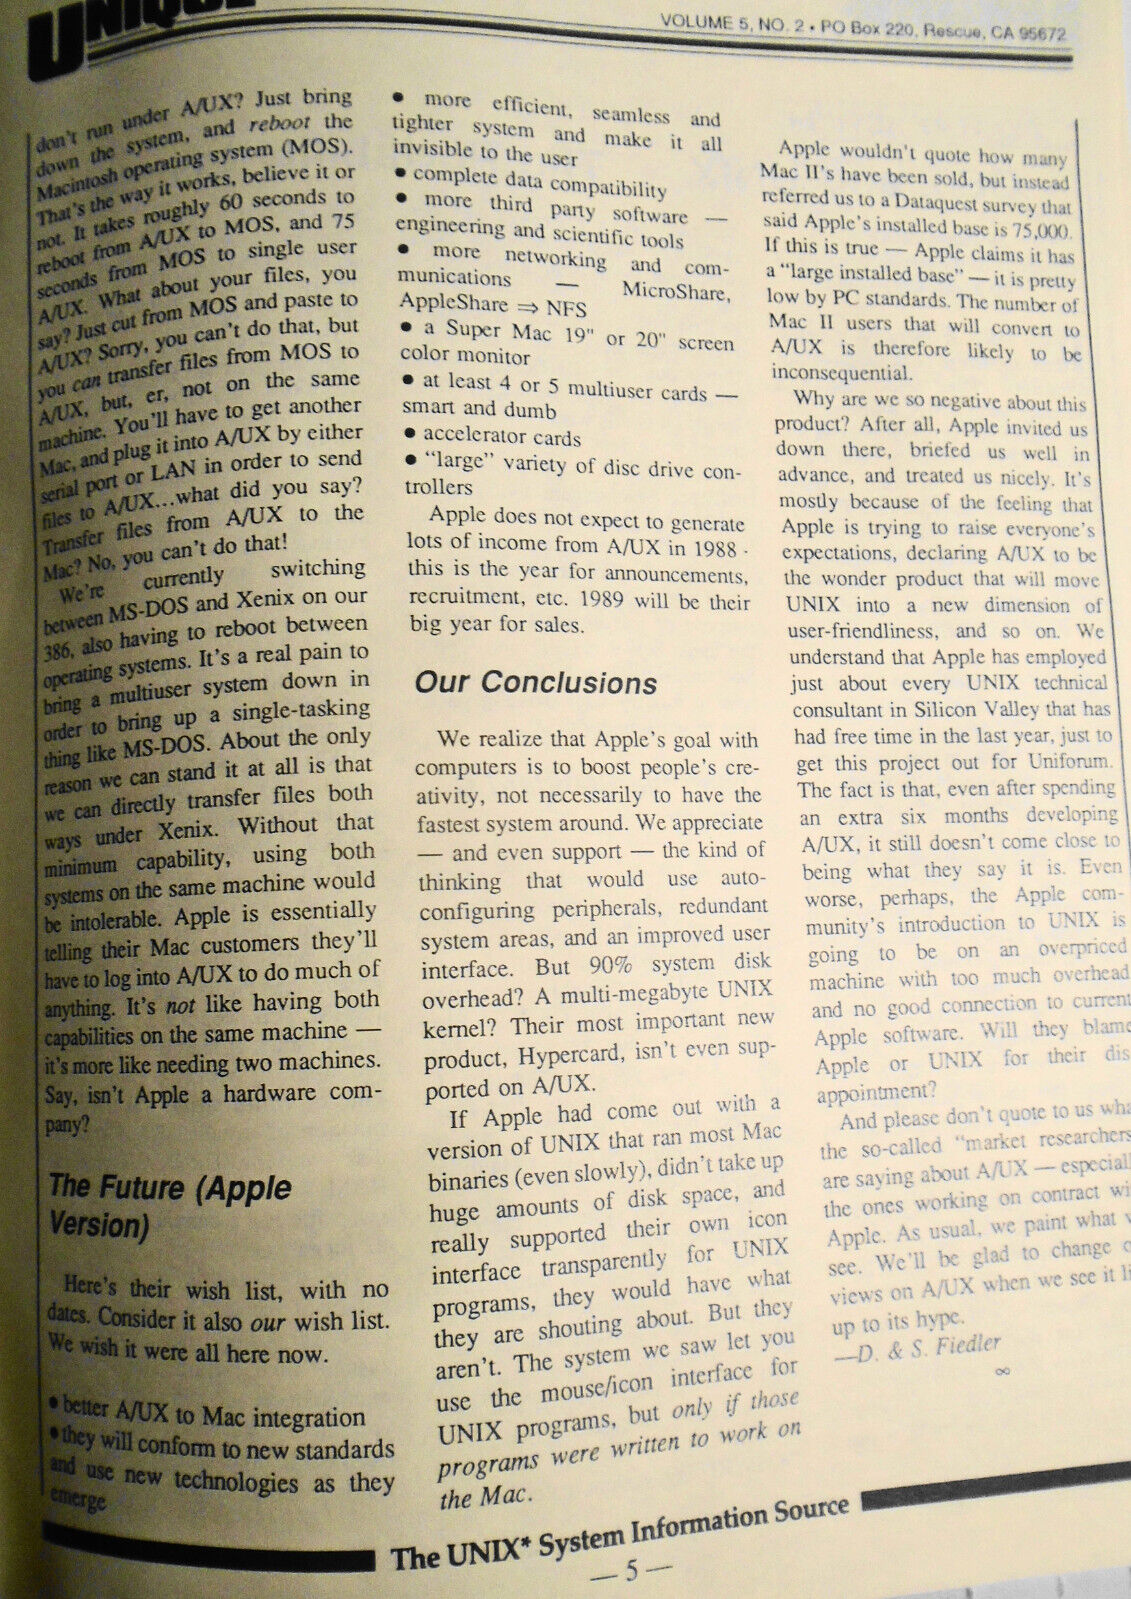 UNIQUE
VOLUME 5, NO. 2 • PO Box 220, Rescue, CA 95672
don't run under A/UX? Just bring
down the system, and reboot the
Macintosh operating system (MOS).
That's the way it works, believe it or
not. It takes roughly 60 seconds to
reboot from A/UX to MOS, and 75
seconds from MOS to single user
A/UX. What about your files, you
say? Just cut from MOS and paste to
A/UX? Sorry, you can't do that, but
you can transfer files from MOS to
A/UX, but, er, not on the same
machine. You'll have to get another
Mac, and plug it into A/UX by either
serial port or LAN in order to send
files to A/UX...what did you say?
Transfer files from A/UX to the
Mac? No, you can't do that!
We're currently switching
between MS-DOS and Xenix on our
386, also having to reboot between
operating systems. It's a real pain to
bring a multiuser system down in
order to bring up a single-tasking
thing like MS-DOS. About the only
reason we can stand it at all is that
we can directly transfer files both
ways under Xenix. Without that
minimum capability, using both
systems on the same machine would
be intolerable. Apple is essentially
telling their Mac customers they'll
have to log into A/UX to do much of
anything. It's not like having both
capabilities on the same machine —
it's more like needing two machines.
Say, isn't Apple a hardware com-
pany?
The Future (Apple
Version)
Here's their wish list, with no
dates. Consider it also our wish list.
We wish it were all here now.
• better A/UX to Mac integration
• they will conform to new standards
and use new technologies as they
emerge
• more efficient, seamless and
tighter system and make it all
invisible to the user
• complete data compatibility
• more third party software —
engineering and scientific tools
• more networking and com-
munications — MicroShare,
AppleShare ⇒ NFS
• a Super Mac 19" or 20" screen
color monitor
• at least 4 or 5 multiuser cards —
smart and dumb
• accelerator cards
• "large" variety of disc drive con-
trollers
Apple does not expect to generate
lots of income from A/UX in 1988 -
this is the year for announcements,
recruitment, etc. 1989 will be their
big year for sales.
Our Conclusions
We realize that Apple's goal with
computers is to boost people's cre-
ativity, not necessarily to have the
fastest system around. We appreciate
— and even support — the kind of
thinking that would use auto-
configuring peripherals, redundant
system areas, and an improved user
interface. But 90% system disk
overhead? A multi-megabyte UNIX
kernel? Their most important new
product, Hypercard, isn't even sup-
ported on A/UX.
If Apple had come out with a
version of UNIX that ran most Mac
binaries (even slowly), didn't take up
huge amounts of disk space, and
really supported their own icon
interface transparently for UNIX
programs, they would have what
they are shouting about. But they
aren't. The system we saw let you
use the mouse/icon interface for
UNIX programs, but only if those
programs were written to work on
the Mac.
Apple wouldn't quote how many
Mac II's have been sold, but instead
referred us to a Dataquest survey that
said Apple's installed base is 75,000.
If this is true — Apple claims it has
a "large installed base" — it is pretty
low by PC standards. The number of
Mac II users that will convert to
A/UX is therefore likely to be
inconsequential.
Why are we so negative about this
product? After all, Apple invited us
down there, briefed us well in
advance, and treated us nicely. It's
mostly because of the feeling that
Apple is trying to raise everyone's
expectations, declaring A/UX to be
the wonder product that will move
UNIX into a new dimension of
user-friendliness, and so on. We
understand that Apple has employed
just about every UNIX technical
consultant in Silicon Valley that has
had free time in the last year, just to
get this project out for Uniforum.
The fact is that, even after spending
an extra six months developing
A/UX, it still doesn't come close to
being what they say it is. Even
worse, perhaps, the Apple com-
munity's introduction to UNIX is
going to be on an overpriced
machine with too much overhead
and no good connection to current
Apple software. Will they blame
Apple or UNIX for their dis
appointment?
And please don't quote to us wha
the so-called "market researchers
are saying about A/UX — especiall
the ones working on contract wi
Apple. As usual, we paint what w
see. We'll be glad to change o
views on A/UX when we see it li
up to its hype.
—D. & S. Fiedler
∞
The UNIX* System Information Source
— 5 —